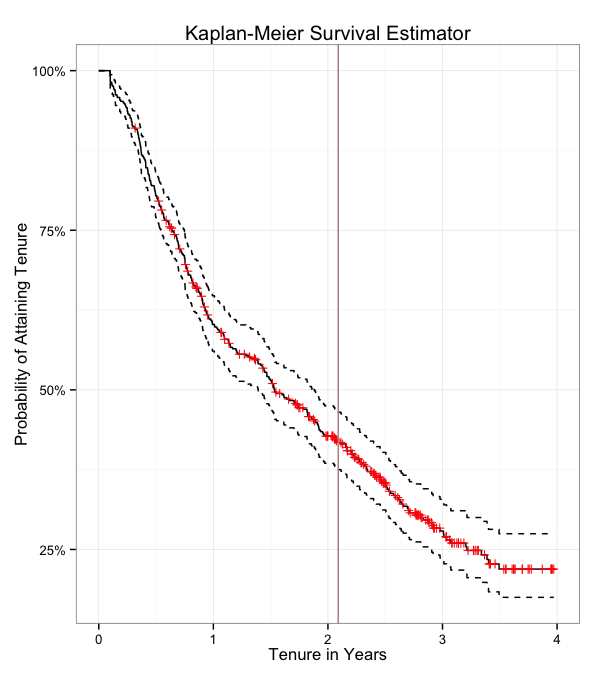 Kaplan-Meier Survival Estimator
Probability of Attaining Tenure
100%
75%
50%
25%
0 1 2 3 4
Tenure in Years